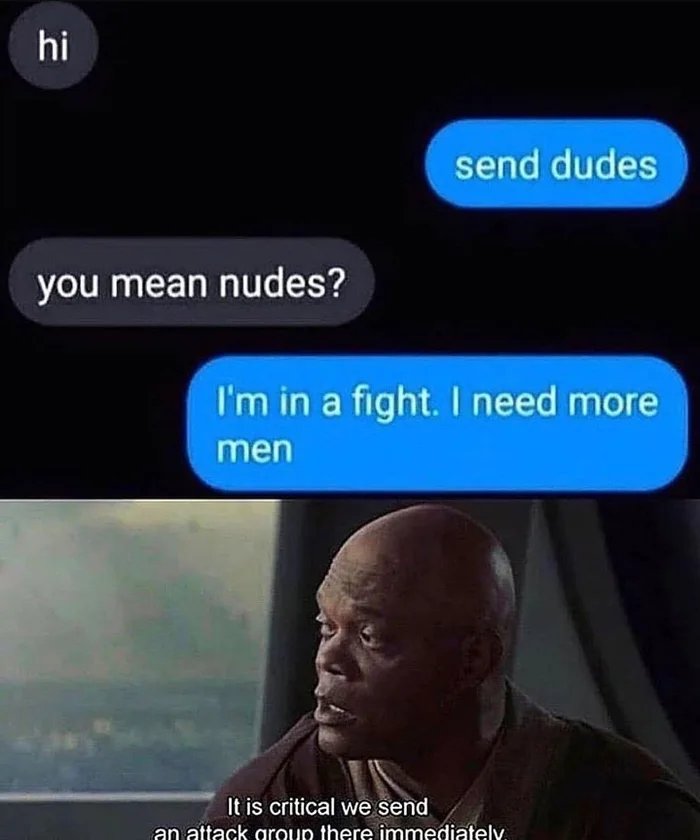 hi
send dudes
you mean nudes?
I'm in a fight. I need more
men
It is critical we send
an attack group there immediately